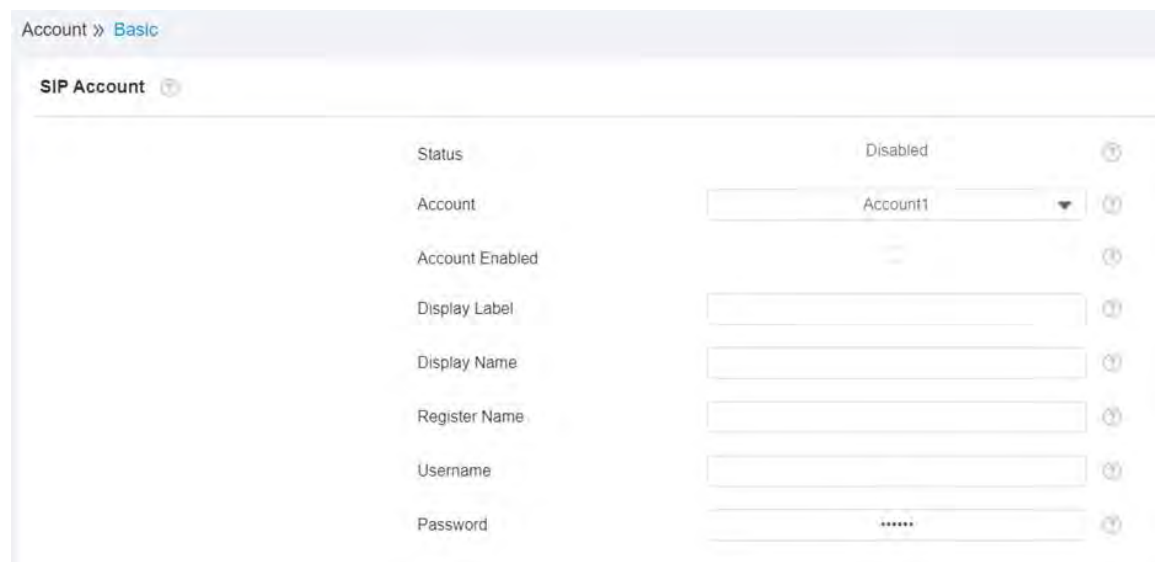 Account » Basic
SIP Account
Status Disabled
Account Account1
Account Enabled
Display Label
Display Name
Register Name
Username
Password ••••••